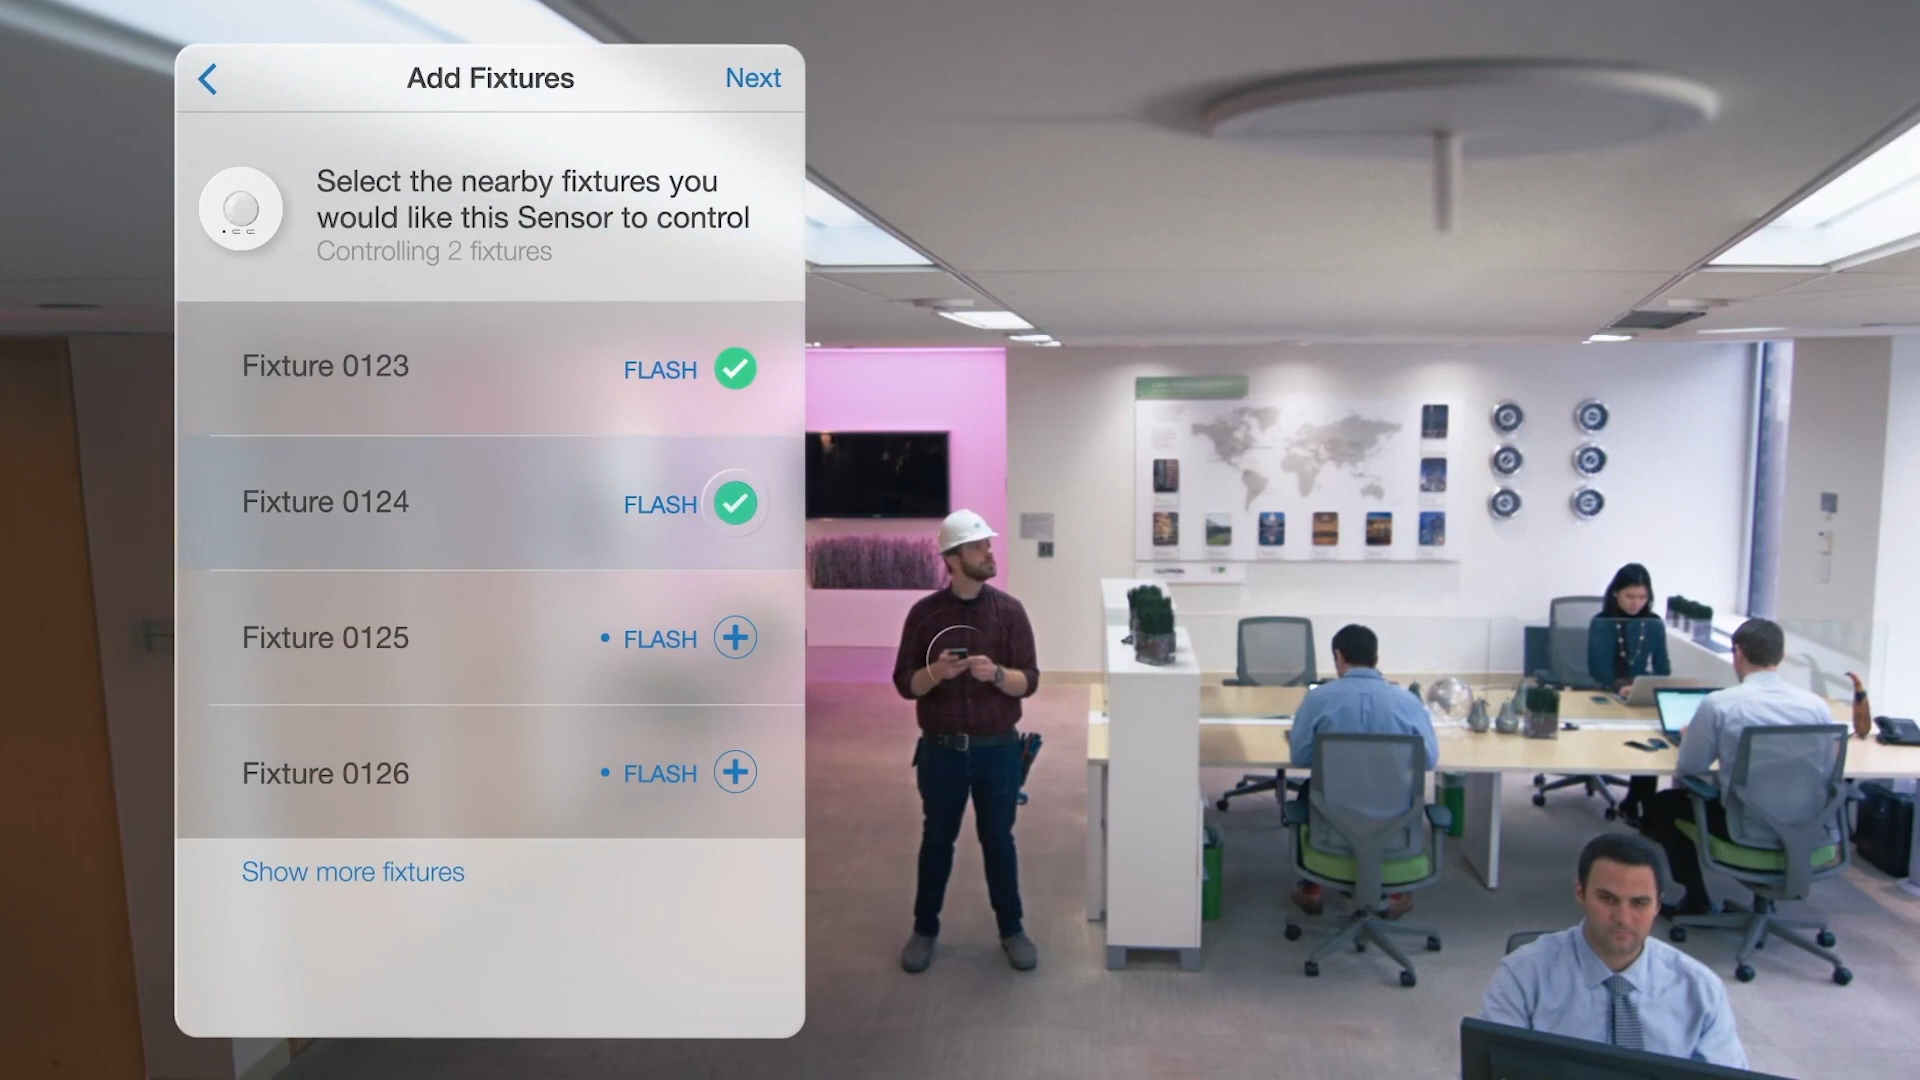 Add Fixtures
Next
Select the nearby fixtures you
would like this Sensor to control
Controlling 2 fixtures
Fixture 0123
FLASH
Fixture 0124
FLASH
Fixture 0125
• FLASH
Fixture 0126
• FLASH
Show more fixtures